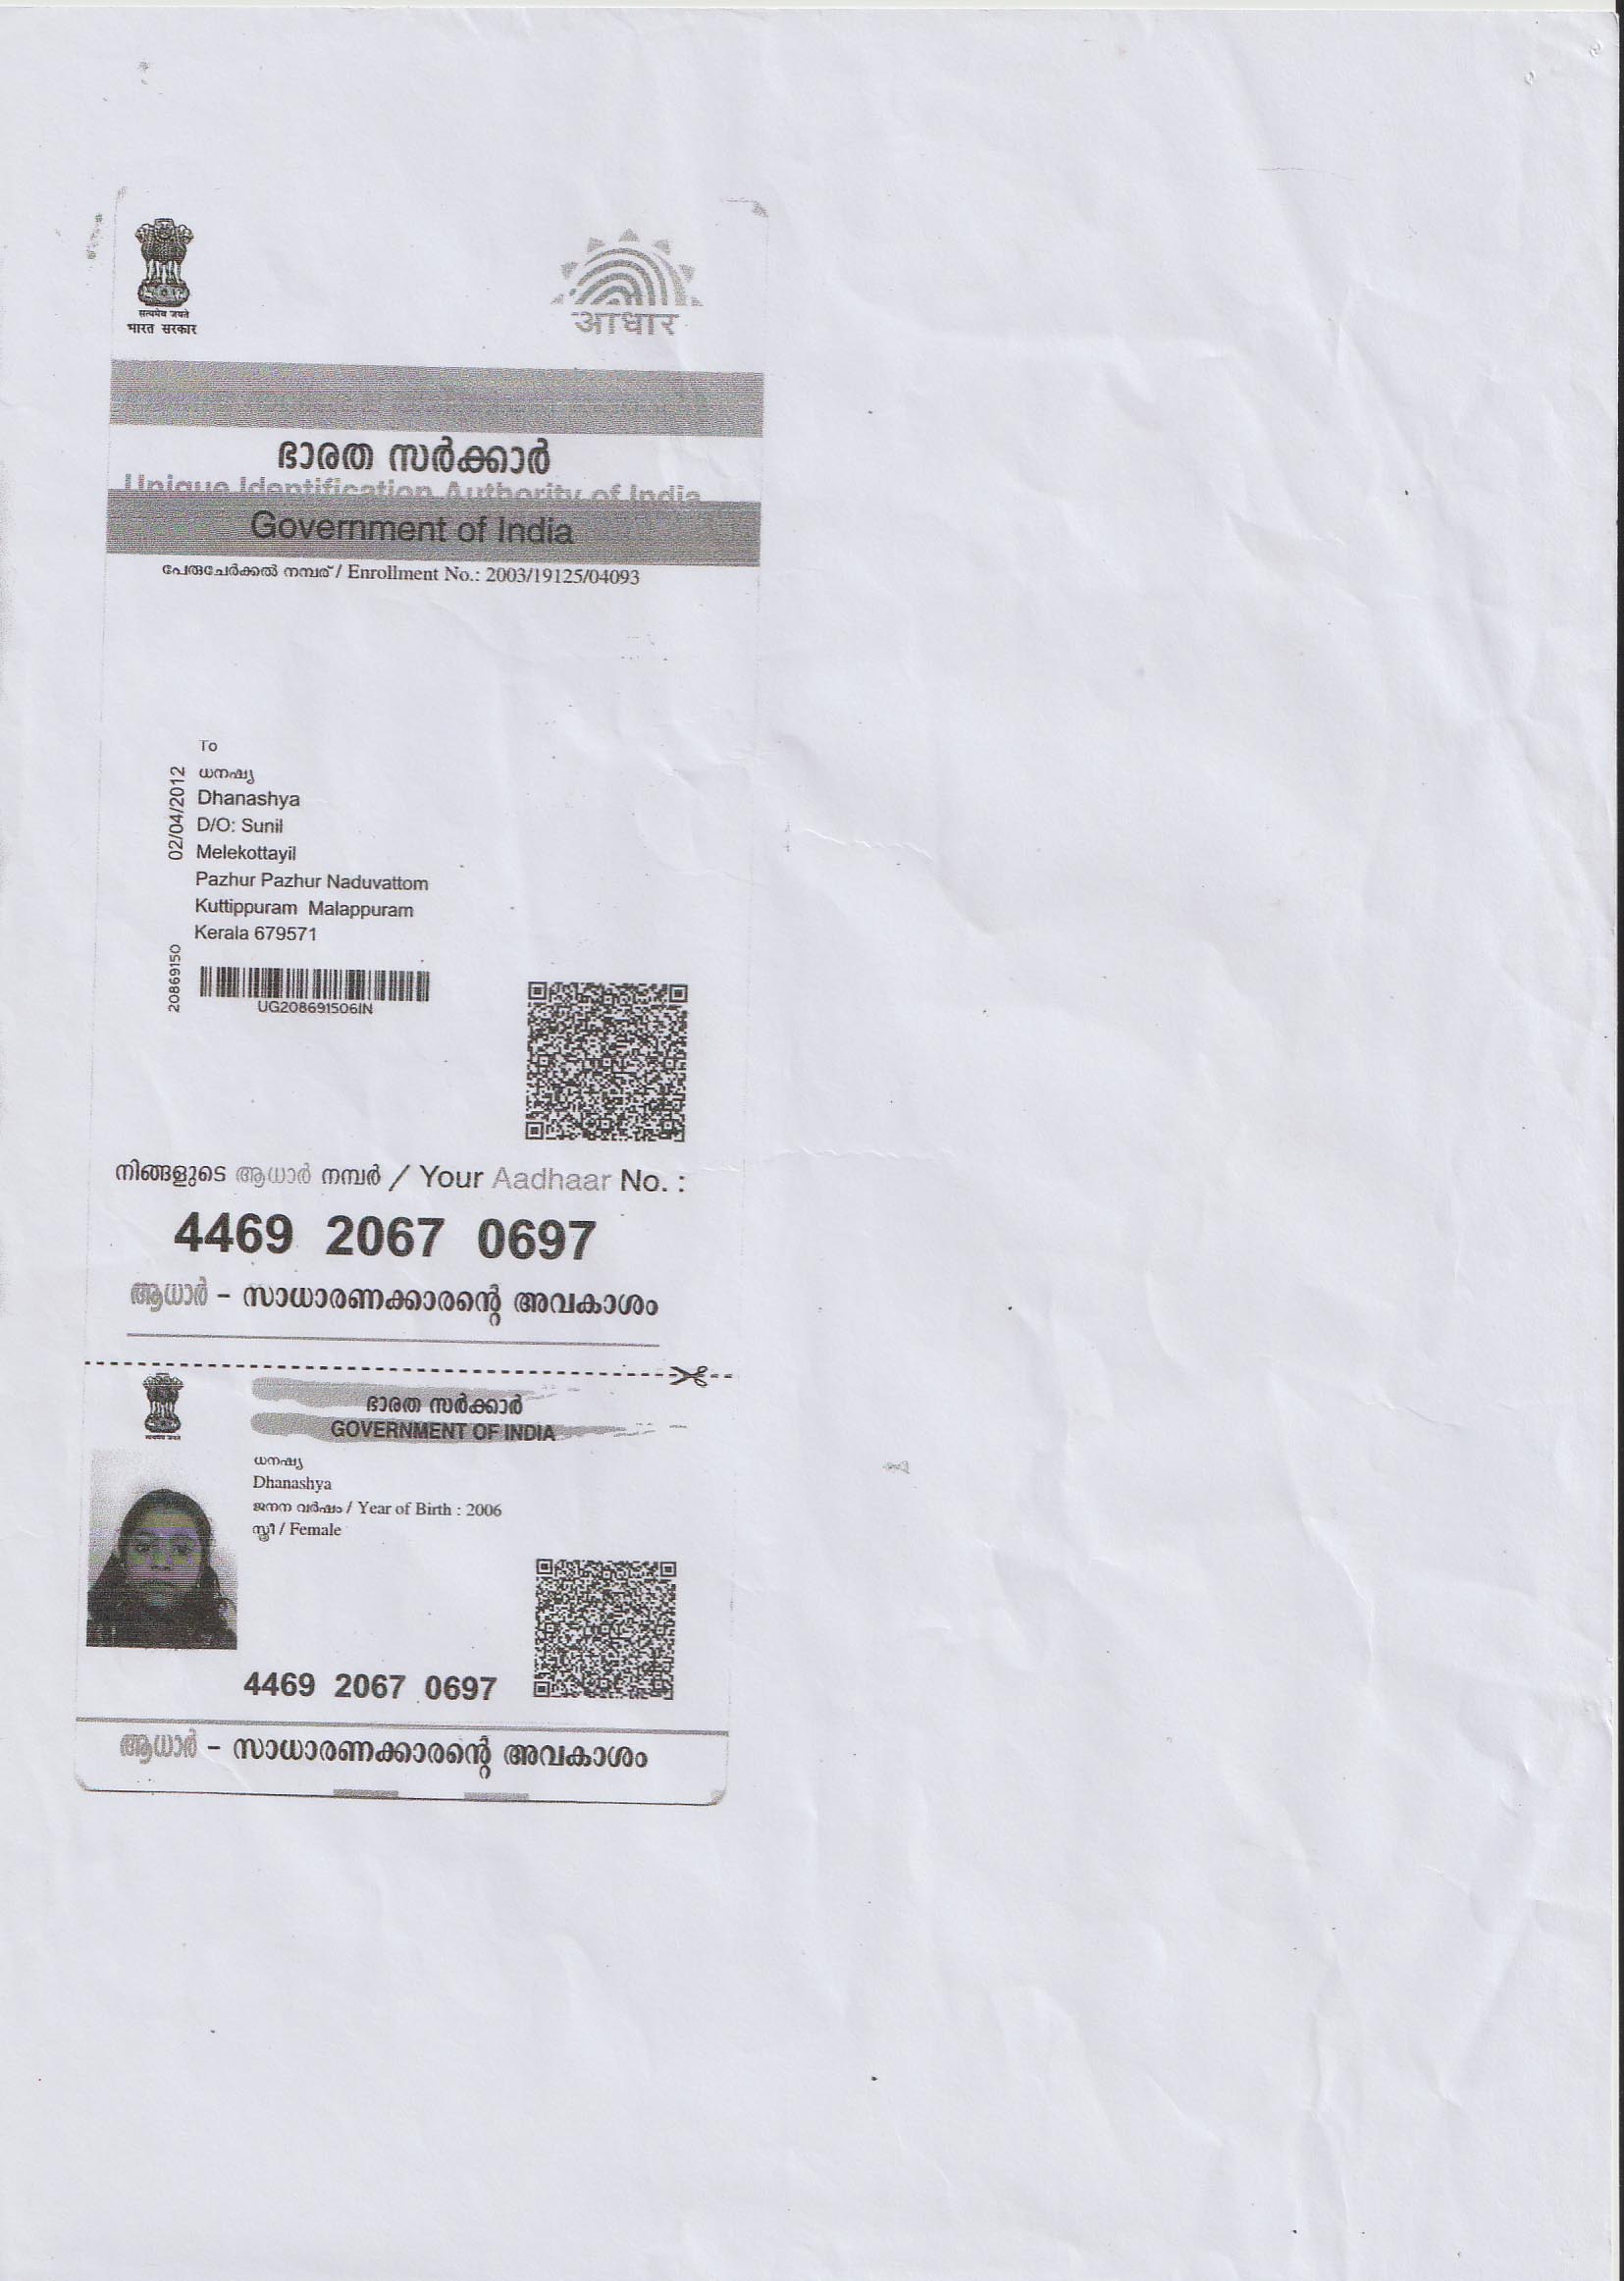 सत्यमेव जयते
भारत सरकार
आधार
ഭാരത സർക്കാർ
Unique Identification Authority of India
Government of India
പേരുചേർക്കൽ നമ്പര് / Enrollment No.: 2003/19125/04093
To
ധനഷ്യ
Dhanashya
D/O: Sunil
Melekottayil
Pazhur Pazhur Naduvattom
Kuttippuram Malappuram
Kerala 679571
02/04/2012
20869150
UG208691506IN
നിങ്ങളുടെ ആധാർ നമ്പർ / Your Aadhaar No. :
4469 2067 0697
ആധാർ - സാധാരണക്കാരന്റെ അവകാശം
ഭാരത സർക്കാർ
GOVERNMENT OF INDIA
ധനഷ്യ
Dhanashya
ജനന വർഷം / Year of Birth : 2006
സ്ത്രീ / Female
4469 2067 0697
ആധാർ - സാധാരണക്കാരന്റെ അവകാശം